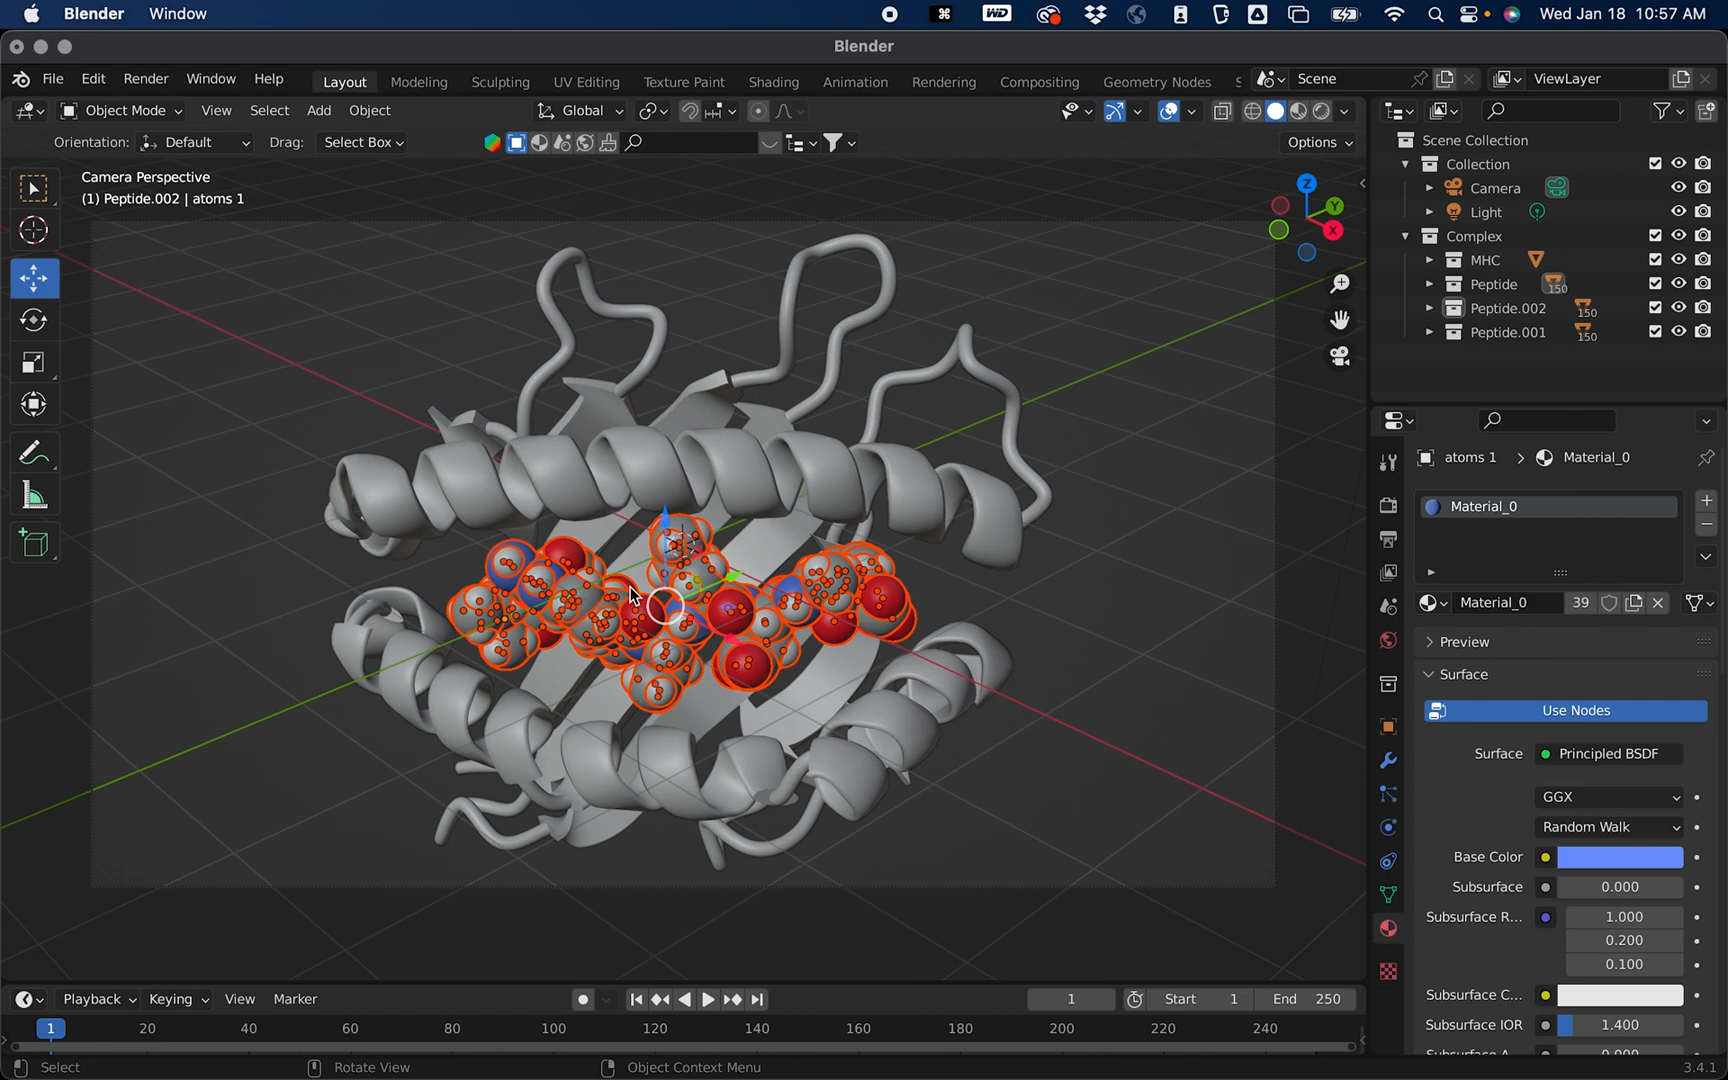 Blender Window Wed Jan 18 10:57 AM
Blender
File Edit Render Window Help Layout Modeling Sculpting UV Editing Texture Paint Shading Animation Rendering Compositing Geometry Nodes Scene ViewLayer
Object Mode View Select Add Object Global
Orientation: Default Drag: Select Box Options
Camera Perspective
(1) Peptide.002 | atoms 1
Z
Y
X
Scene Collection
Collection
Camera
Light
Complex
MHC
Peptide 150
Peptide.002 150
Peptide.001 150
atoms 1 > Material_0
Material_0
Material_0 39
Preview
Surface
Use Nodes
Surface Principled BSDF
GGX
Random Walk
Base Color
Subsurface 0.000
Subsurface R... 1.000
0.200
0.100
Subsurface C...
Subsurface IOR 1.400
Playback Keying View Marker 1 Start 1 End 250
1 20 40 60 80 100 120 140 160 180 200 220 240
Select Rotate View Object Context Menu 3.4.1